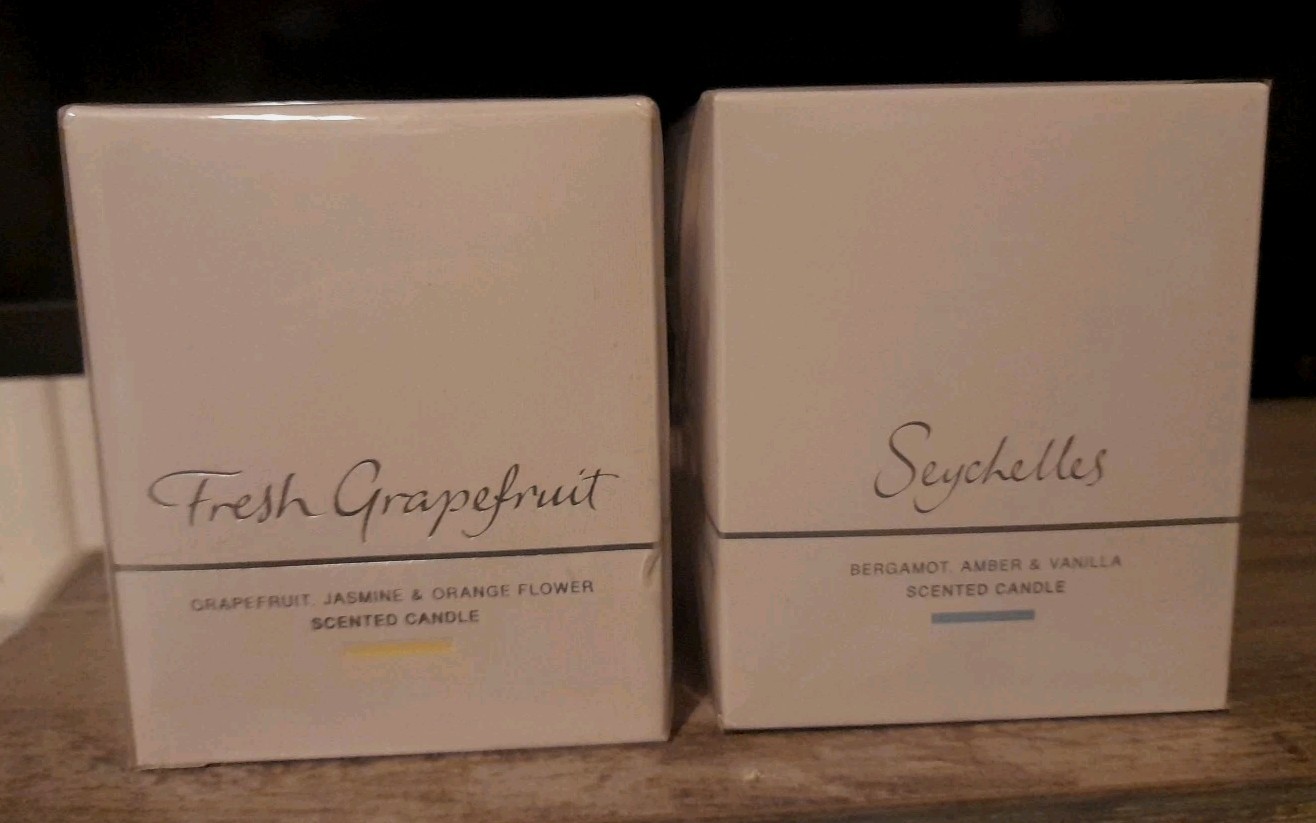 Fresh Grapefruit
GRAPEFRUIT, JASMINE & ORANGE FLOWER
SCENTED CANDLE
Seychelles
BERGAMOT, AMBER & VANILLA
SCENTED CANDLE